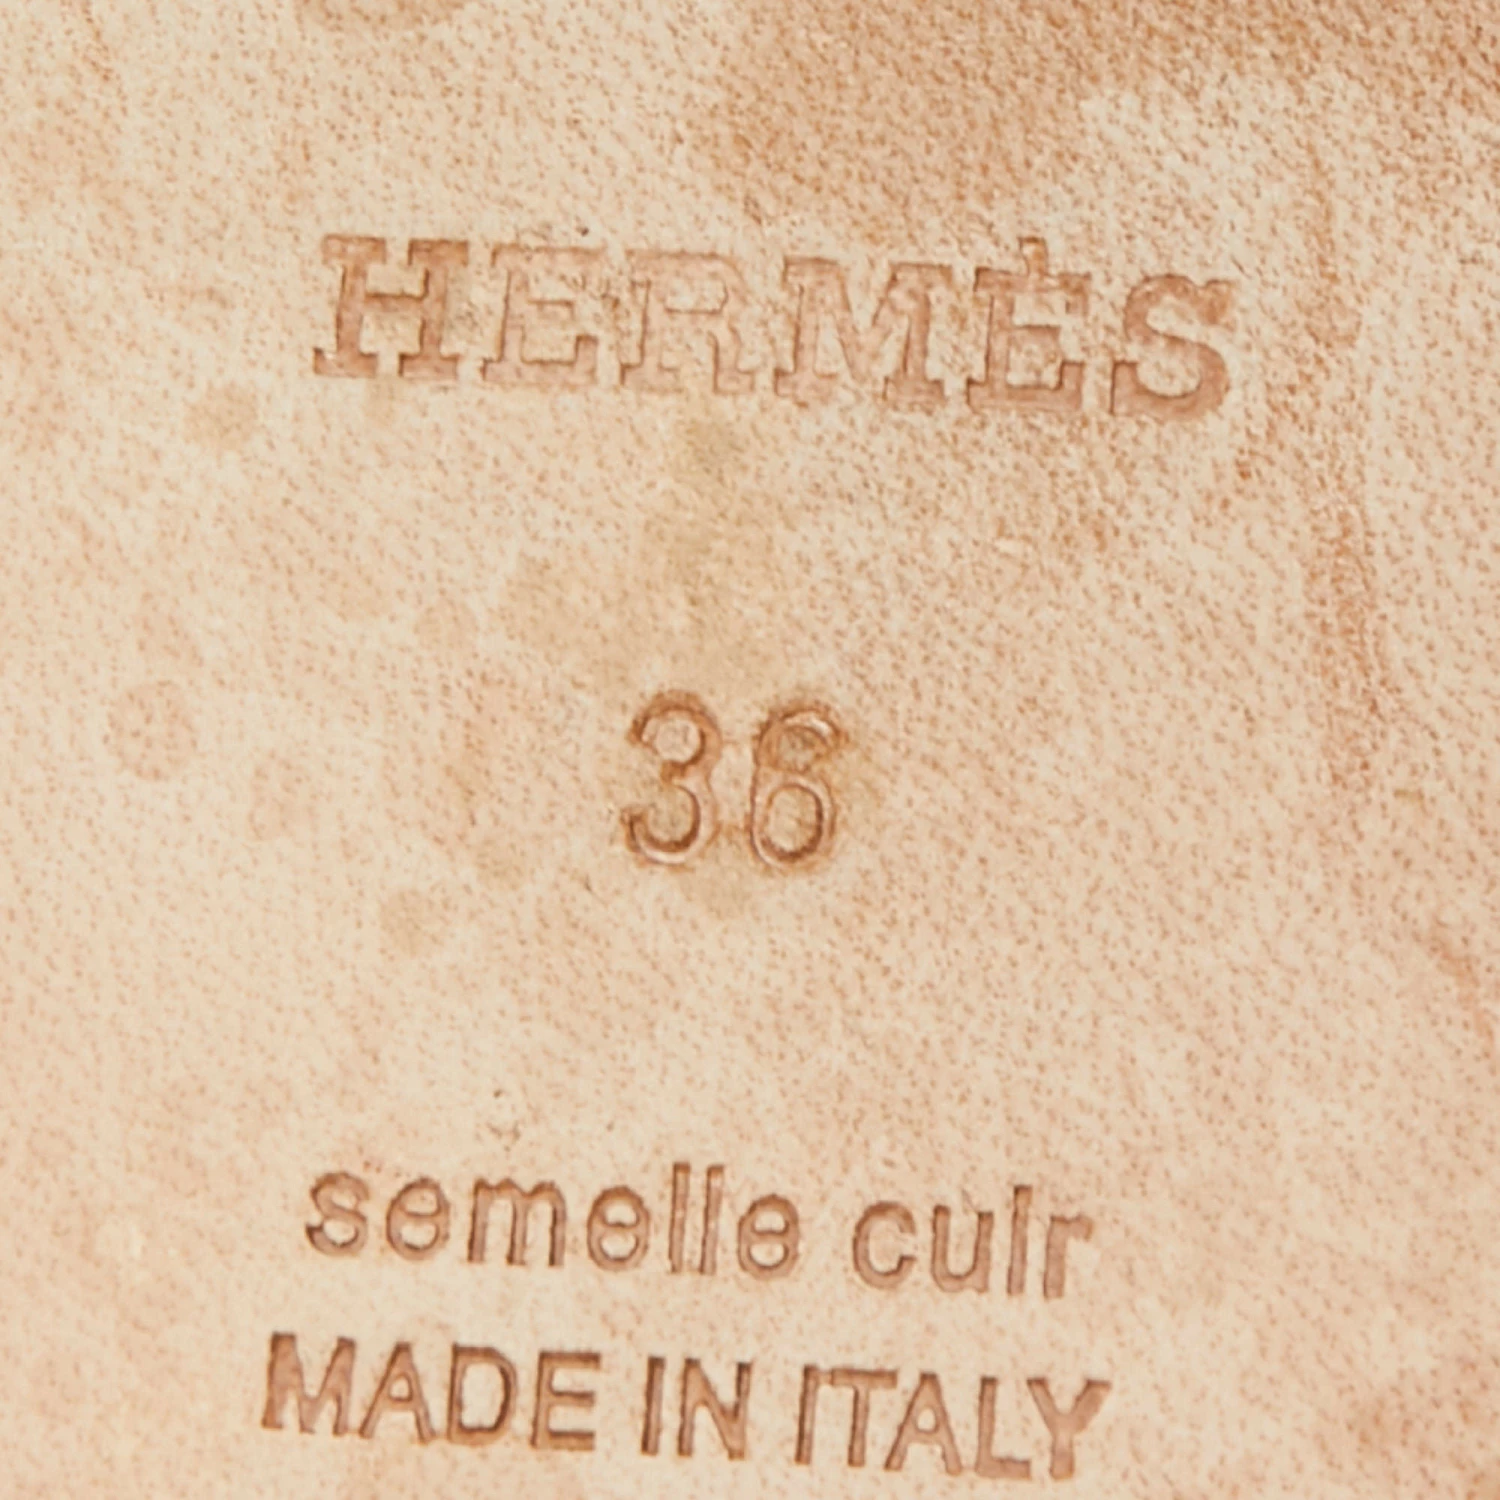 HERMÈS
36
semelle cuir
MADE IN ITALY